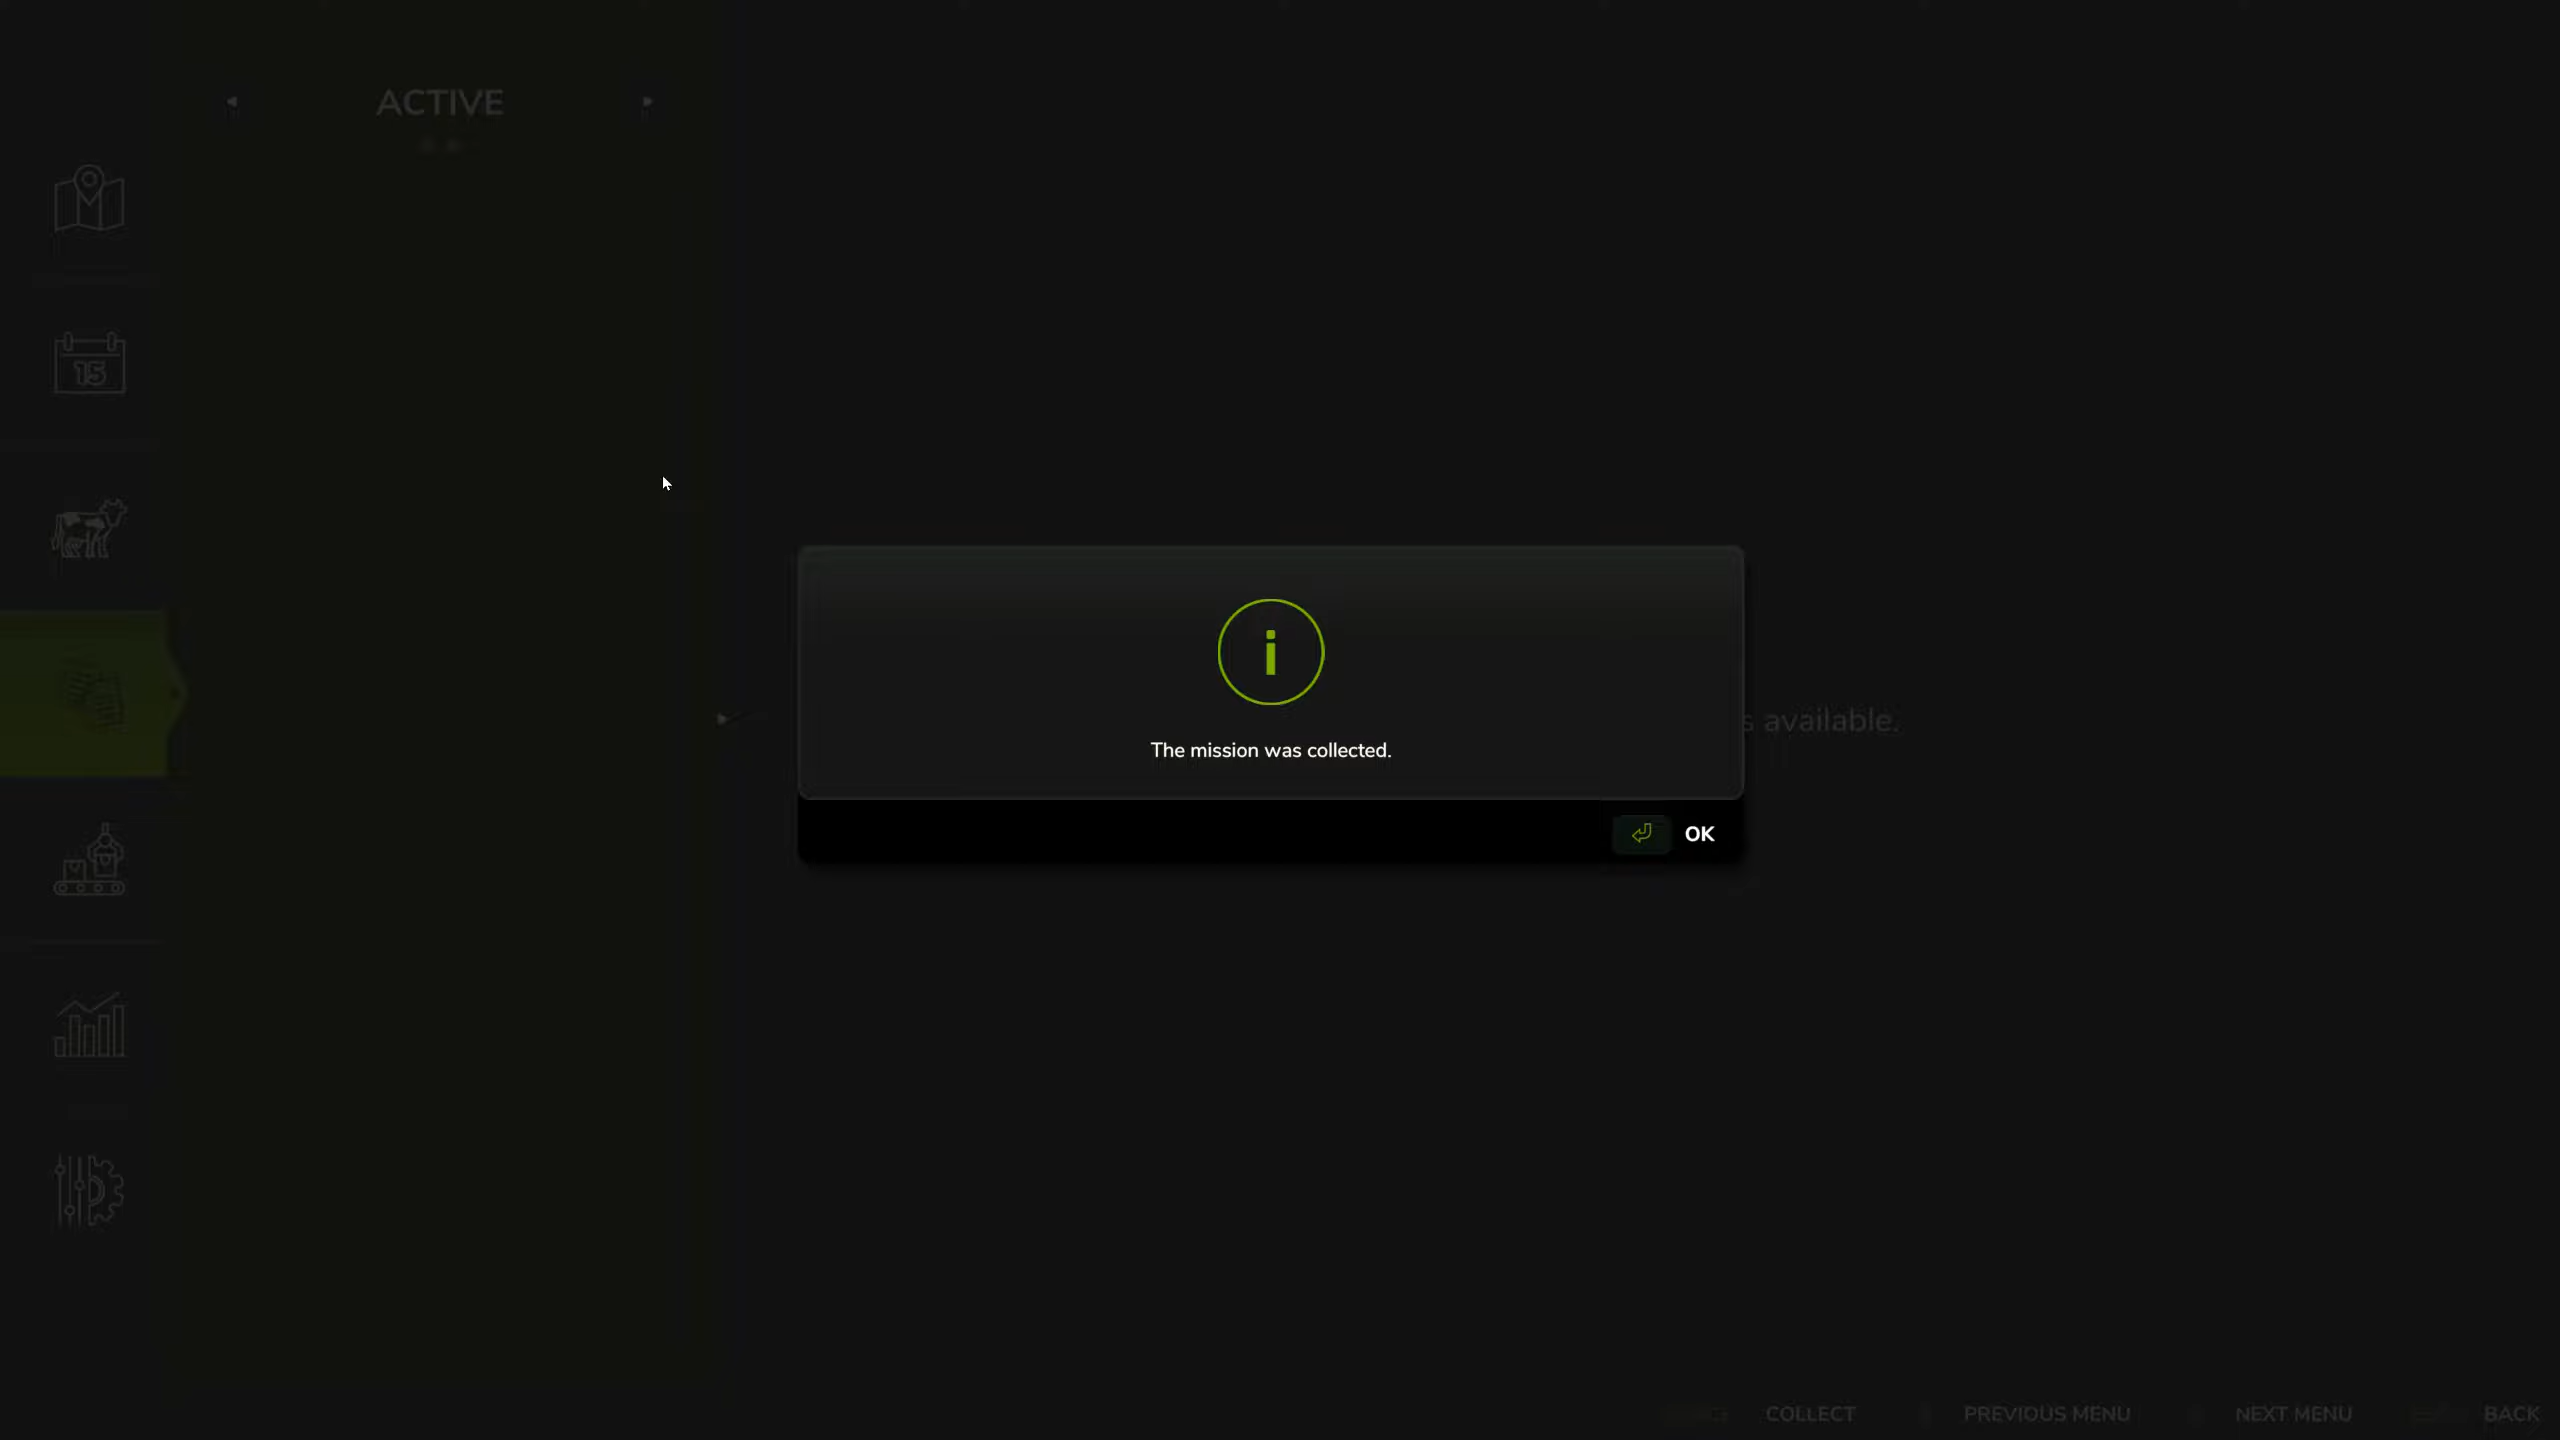 ACTIVE
15
s available.
The mission was collected.
OK
COLLECT PREVIOUS MENU NEXT MENU BACK